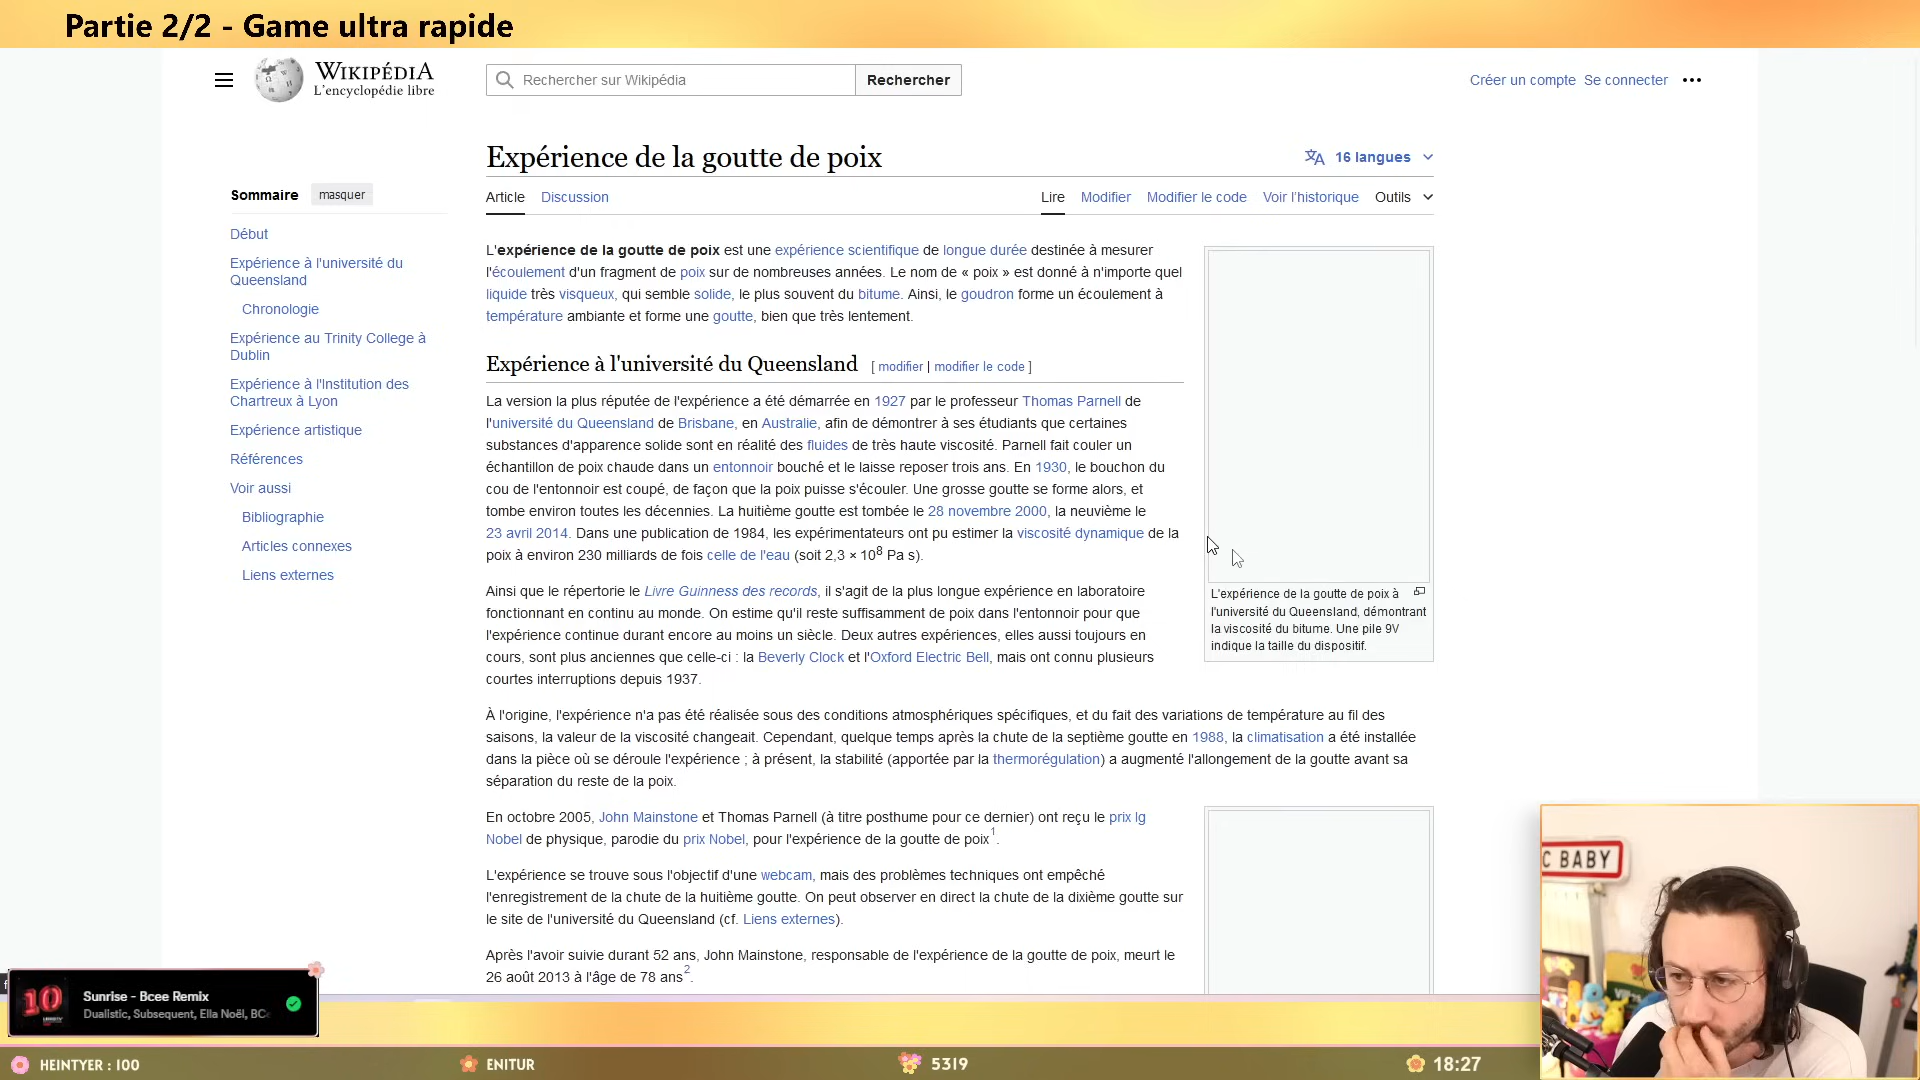 Partie 2/2 - Game ultra rapide
WIKIPÉDIA
L'encyclopédie libre
Rechercher sur Wikipédia
Rechercher
Créer un compte
Se connecter
Expérience de la goutte de poix
16 langues
Article
Discussion
Lire
Modifier
Modifier le code
Voir l'historique
Outils
Sommaire
masquer
Début
Expérience à l'université du
Queensland
Chronologie
Expérience au Trinity College à
Dublin
Expérience à l'Institution des
Chartreux à Lyon
Expérience artistique
Références
Voir aussi
Bibliographie
Articles connexes
Liens externes
L'expérience de la goutte de poix est une expérience scientifique de longue durée destinée à mesurer
l'écoulement d'un fragment de poix sur de nombreuses années. Le nom de « poix » est donné à n'importe quel
liquide très visqueux, qui semble solide, le plus souvent du bitume. Ainsi, le goudron forme un écoulement à
température ambiante et forme une goutte, bien que très lentement.
Expérience à l'université du Queensland [ modifier | modifier le code ]
La version la plus réputée de l'expérience a été démarrée en 1927 par le professeur Thomas Parnell de
l'université du Queensland de Brisbane, en Australie, afin de démontrer à ses étudiants que certaines
substances d'apparence solide sont en réalité des fluides de très haute viscosité. Parnell fait couler un
échantillon de poix chaude dans un entonnoir bouché et le laisse reposer trois ans. En 1930, le bouchon du
cou de l'entonnoir est coupé, de façon que la poix puisse s'écouler. Une grosse goutte se forme alors, et
tombe environ toutes les décennies. La huitième goutte est tombée le 28 novembre 2000, la neuvième le
23 avril 2014. Dans une publication de 1984, les expérimentateurs ont pu estimer la viscosité dynamique de la
poix à environ 230 milliards de fois celle de l'eau (soit 2,3 × 10⁸ Pa s).
L'expérience de la goutte de poix à
l'université du Queensland, démontrant
la viscosité du bitume. Une pile 9V
indique la taille du dispositif.
Ainsi que le répertorie le Livre Guinness des records, il s'agit de la plus longue expérience en laboratoire
fonctionnant en continu au monde. On estime qu'il reste suffisamment de poix dans l'entonnoir pour que
l'expérience continue durant encore au moins un siècle. Deux autres expériences, elles aussi toujours en
cours, sont plus anciennes que celle-ci : la Beverly Clock et l'Oxford Electric Bell, mais ont connu plusieurs
courtes interruptions depuis 1937.
À l'origine, l'expérience n'a pas été réalisée sous des conditions atmosphériques spécifiques, et du fait des variations de température au fil des
saisons, la valeur de la viscosité changeait. Cependant, quelque temps après la chute de la septième goutte en 1988, la climatisation a été installée
dans la pièce où se déroule l'expérience ; à présent, la stabilité (apportée par la thermorégulation) a augmenté l'allongement de la goutte avant sa
séparation du reste de la poix.
En octobre 2005, John Mainstone et Thomas Parnell (à titre posthume pour ce dernier) ont reçu le prix Ig
Nobel de physique, parodie du prix Nobel, pour l'expérience de la goutte de poix¹.
L'expérience se trouve sous l'objectif d'une webcam, mais des problèmes techniques ont empêché
l'enregistrement de la chute de la huitième goutte. On peut observer en direct la chute de la dixième goutte sur
le site de l'université du Queensland (cf. Liens externes).
Après l'avoir suivie durant 52 ans, John Mainstone, responsable de l'expérience de la goutte de poix, meurt le
26 août 2013 à l'âge de 78 ans².
C BABY
10
Sunrise - Bcee Remix
Dualistic, Subsequent, Ella Noël, BC
HEINTYER : 100
ENITUR
5319
18:27